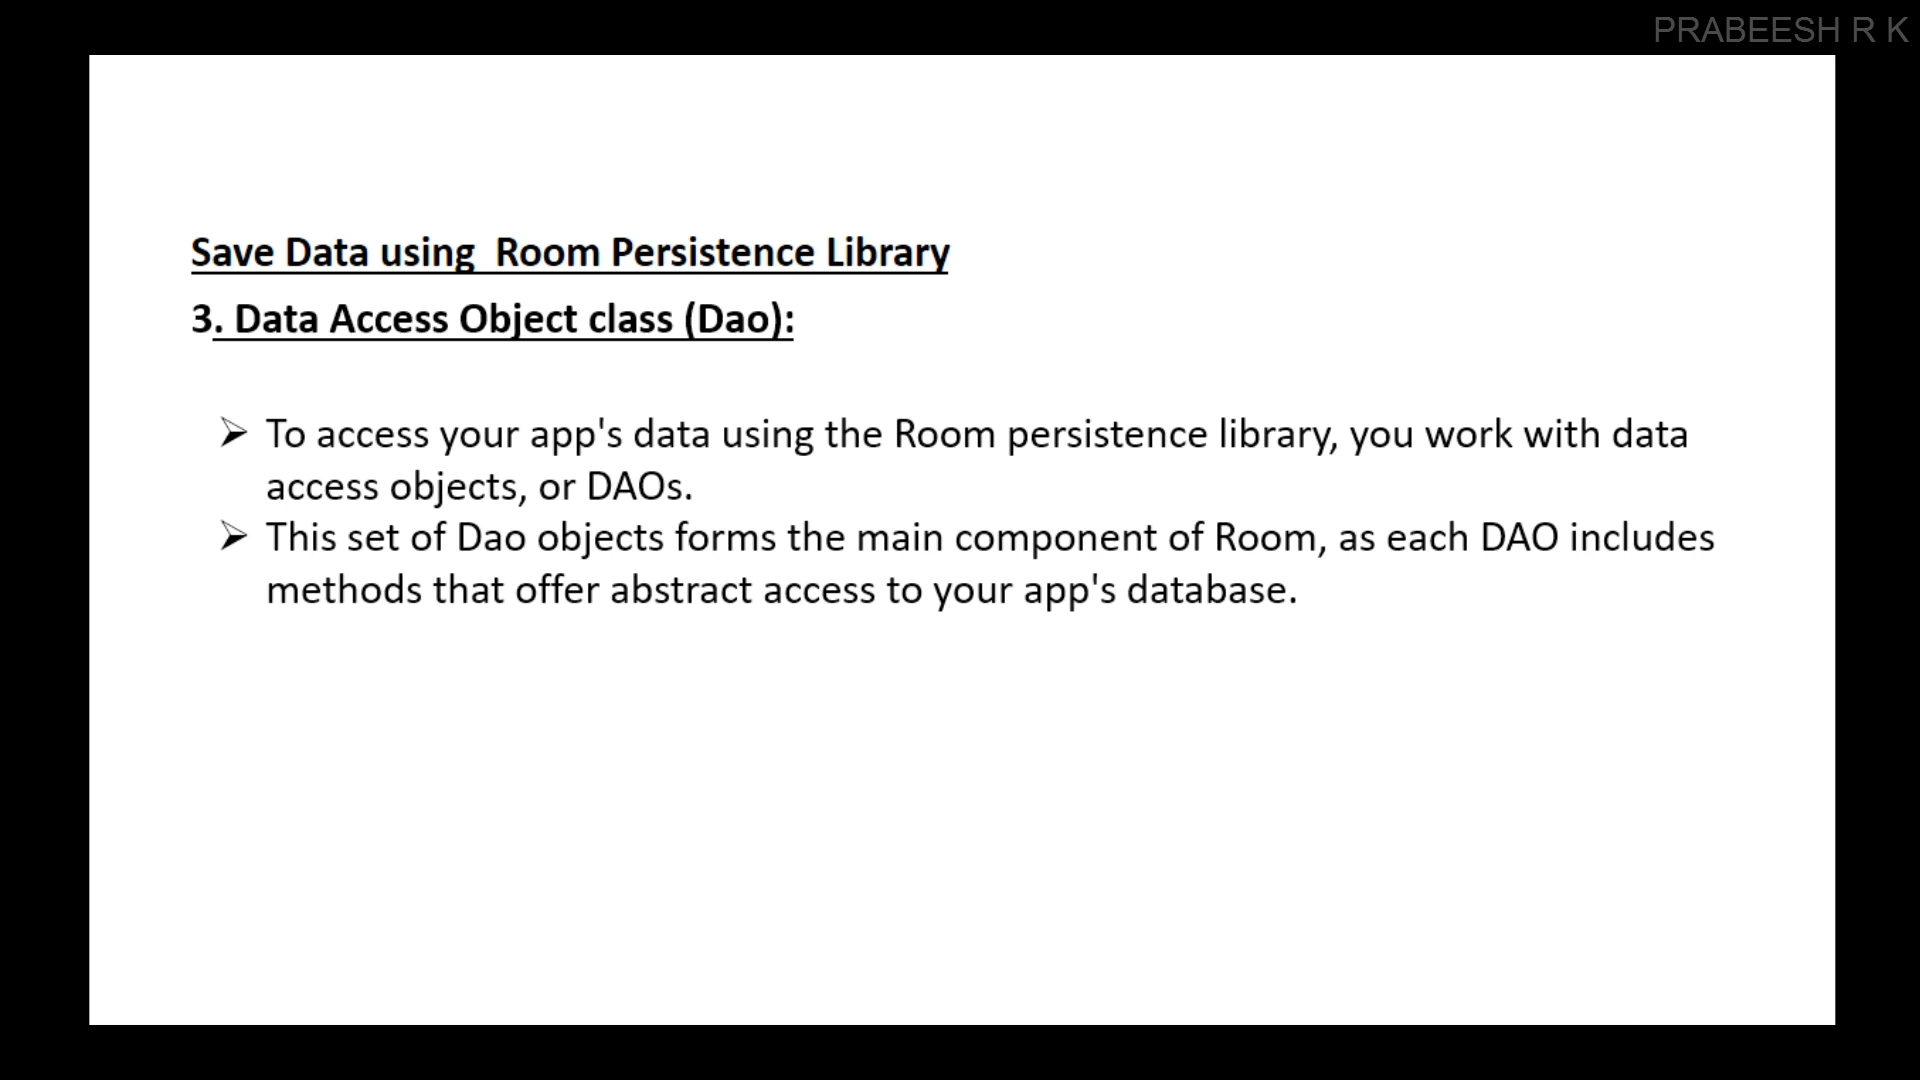 PRABEESH R K
Save Data using  Room Persistence Library
3. Data Access Object class (Dao):
➢ To access your app's data using the Room persistence library, you work with data
access objects, or DAOs.
➢ This set of Dao objects forms the main component of Room, as each DAO includes
methods that offer abstract access to your app's database.